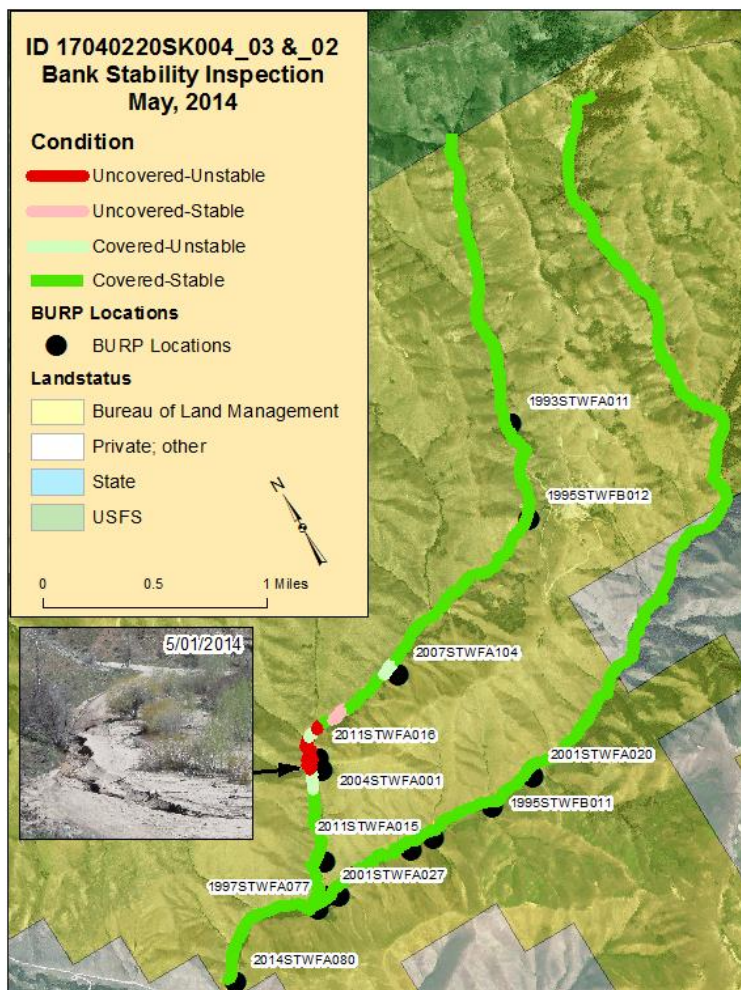 ID 17040220SK004_03 &_02
Bank Stability Inspection
May, 2014
Condition
Uncovered-Unstable
Uncovered-Stable
Covered-Unstable
Covered-Stable
BURP Locations
BURP Locations
Landstatus
Bureau of Land Management
Private; other
State
USFS
N
0 0.5 1 Miles
5/01/2014
1993STWFA011
1995STWFB012
2007STWFA104
2011STWFA016
2004STWFA001
2001STWFA020
1995STWFB011
2011STWFA015
1997STWFA077
2001STWFA027
2014STWFA080